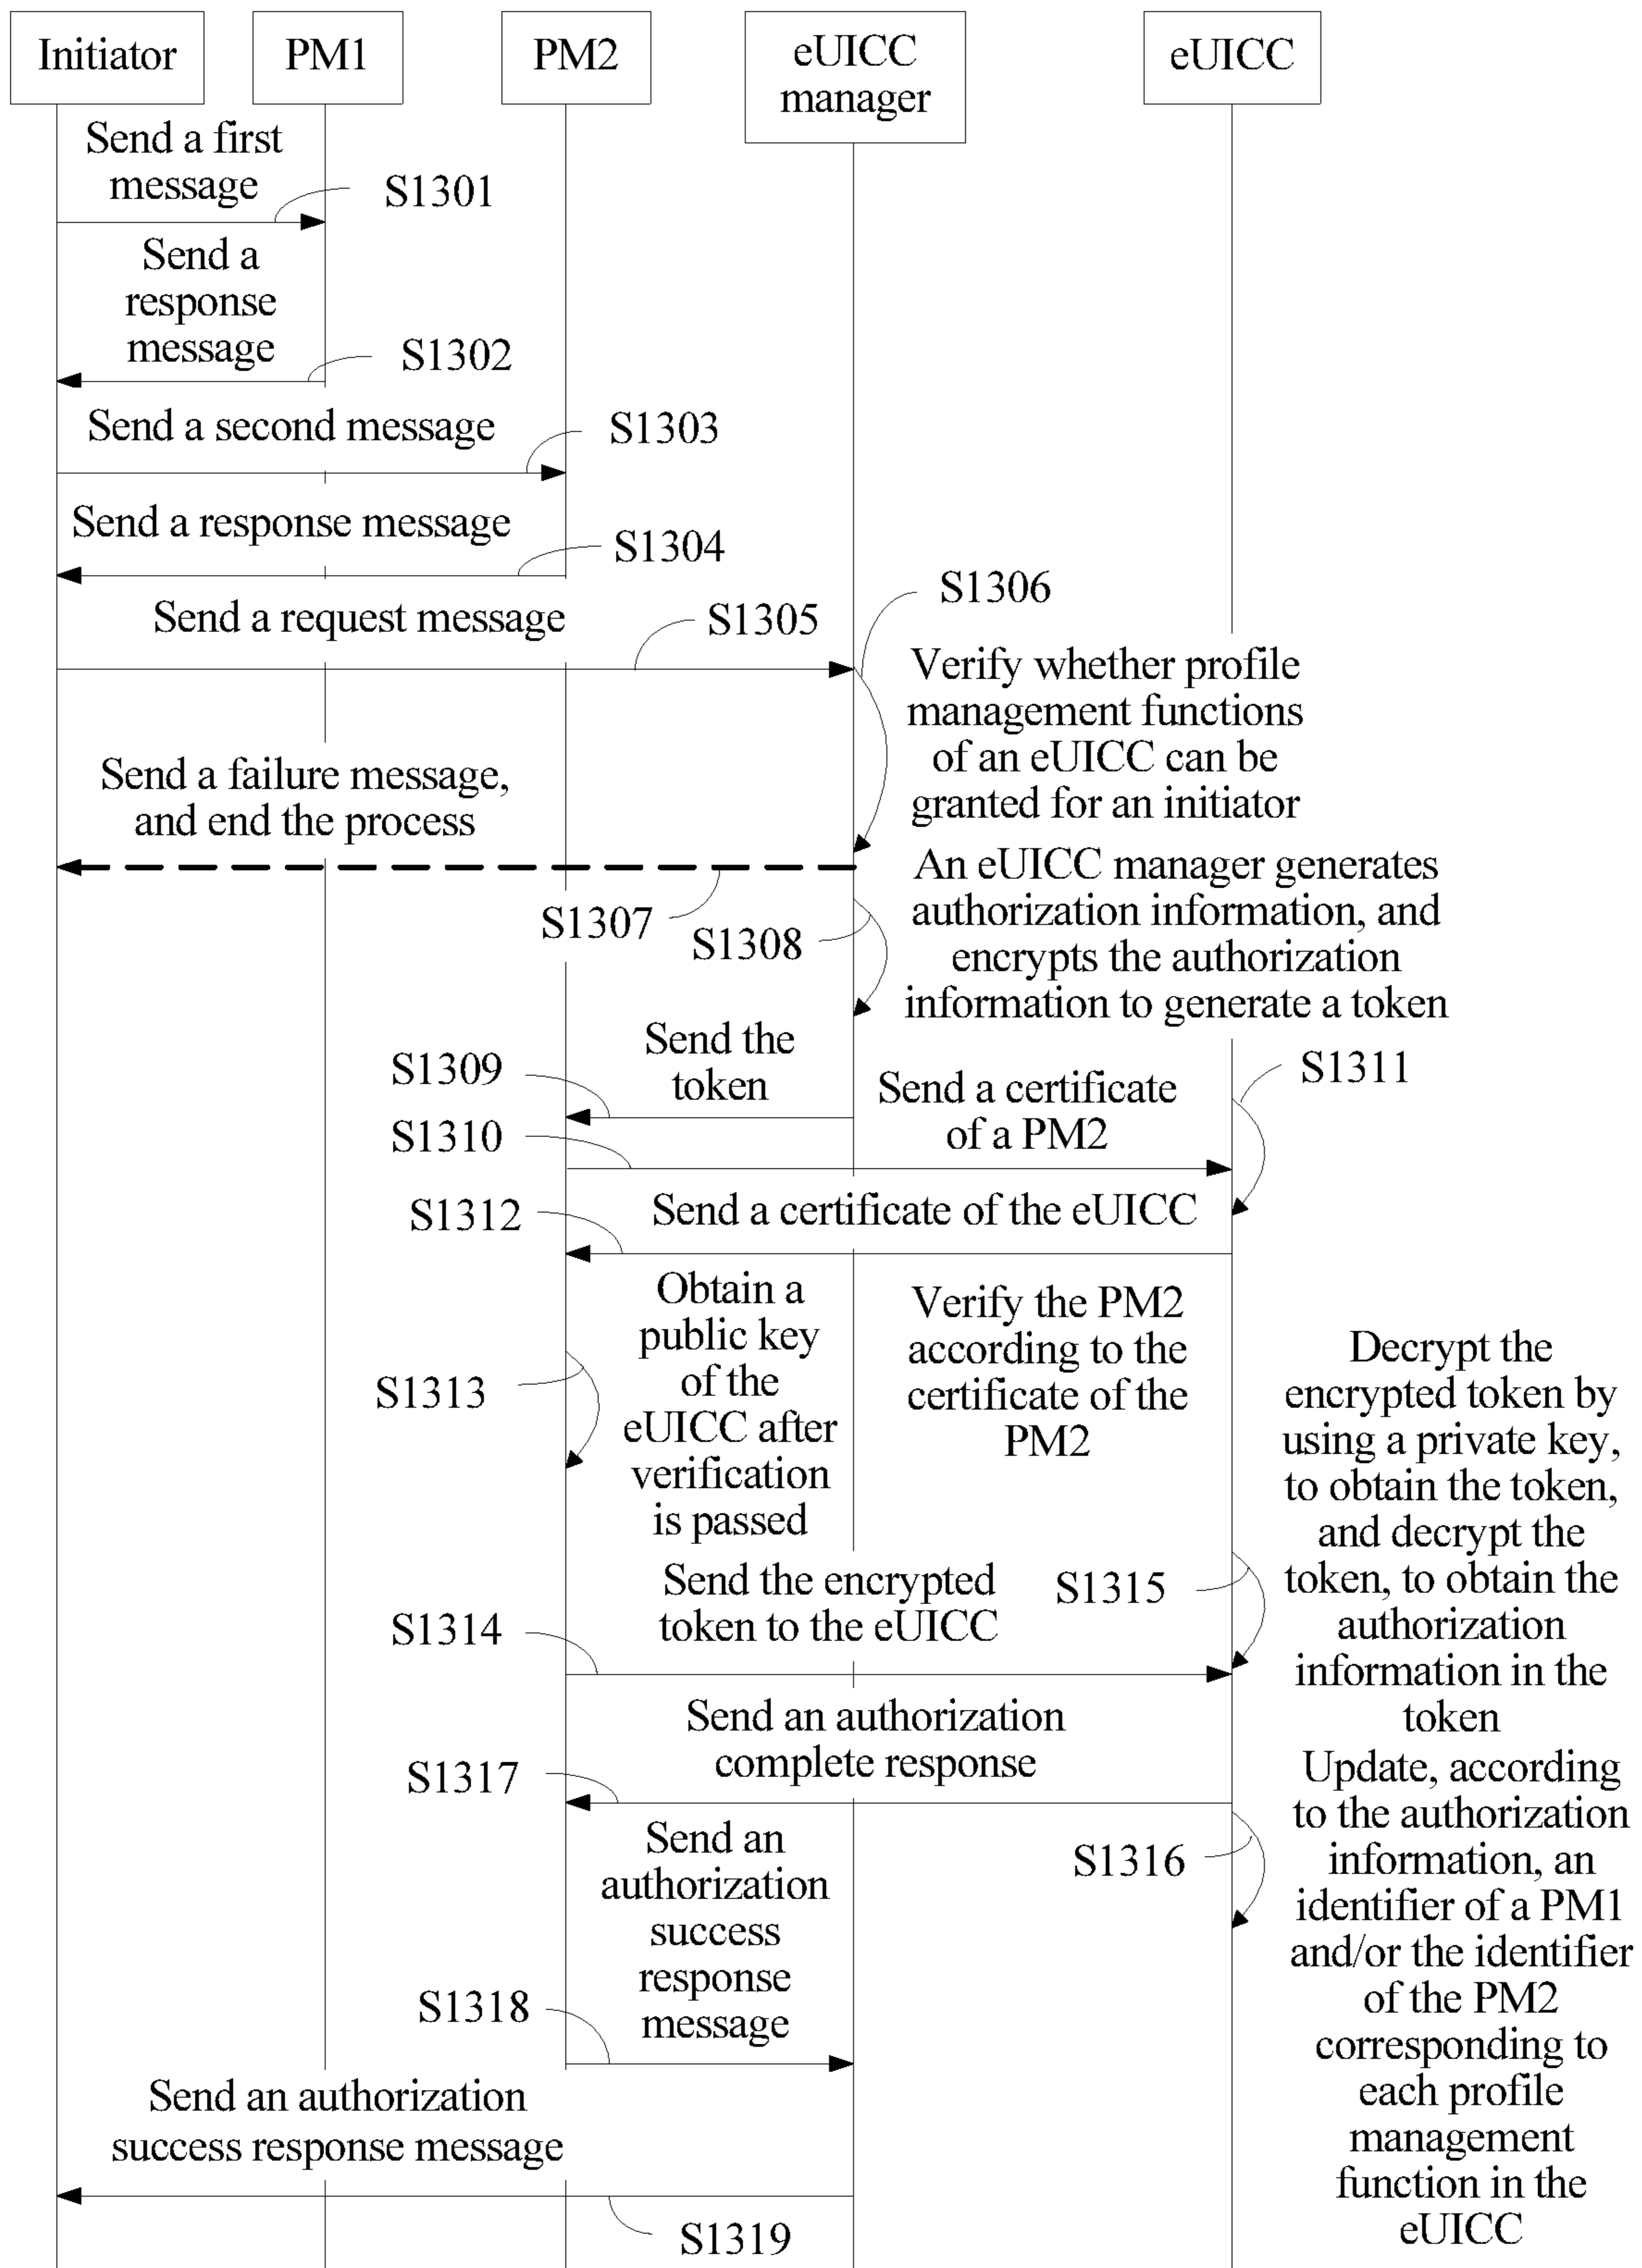 Initiator
PM1
PM2
eUICC
manager
eUICC
Send a first
message
S1301
Send a
response
message
S1302
Send a second message
S1303
Send a response message
S1304
Send a request message
S1305
S1306
Verify whether profile
management functions
of an eUICC can be
granted for an initiator
Send a failure message,
and end the process
S1307
S1308
An eUICC manager generates
authorization information, and
encrypts the authorization
information to generate a token
Send the
token
S1309
Send a certificate
of a PM2
S1310
S1311
Send a certificate of the eUICC
S1312
Obtain a
public key
of the
eUICC after
verification
is passed
S1313
Verify the PM2
according to the
certificate of the
PM2
Decrypt the
encrypted token by
using a private key,
to obtain the token,
and decrypt the
token, to obtain the
authorization
information in the
token
Send the encrypted
token to the eUICC
S1315
S1314
Send an authorization
complete response
S1317
Update, according
to the authorization
information, an
identifier of a PM1
and/or the identifier
of the PM2
corresponding to
each profile
management
function in the
eUICC
S1316
Send an
authorization
success
response
message
S1318
Send an authorization
success response message
S1319